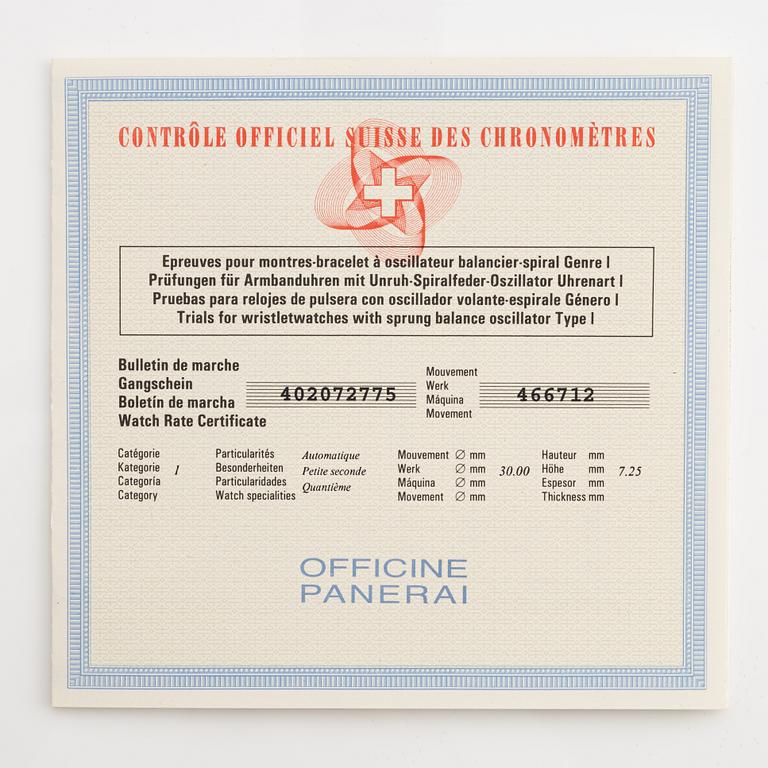 CONTRÔLE OFFICIEL SUISSE DES CHRONOMÈTRES
Epreuves pour montres-bracelet à oscillateur balancier-spiral Genre I
Prüfungen für Armbanduhren mit Unruh-Spiralfeder-Oszillator Uhrenart I
Pruebas para relojes de pulsera con oscillador volante-espirale Género I
Trials for wristletwatches with sprung balance oscillator Type I
Bulletin de marche
Gangschein
Boletín de marcha
Watch Rate Certificate
402072775
Mouvement
Werk
Máquina
Movement
466712
Catégorie
Kategorie 1
Categoría
Category
Particularités Automatique
Besonderheiten Petite seconde
Particularidades Quantième
Watch specialities
Mouvement ∅ mm
Werk ∅ mm 30.00
Máquina ∅ mm
Movement ∅ mm
Hauteur mm
Höhe mm 7.25
Espesor mm
Thickness mm
OFFICINE
PANERAI